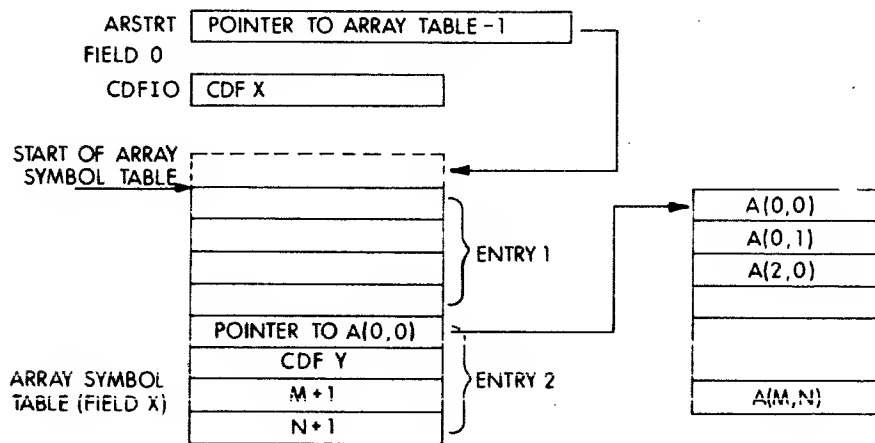 ARSTRT POINTER TO ARRAY TABLE-1
FIELD 0
CDFIO CDF X
START OF ARRAY
SYMBOL TABLE
ENTRY 1
POINTER TO A(0,0)
CDF Y
M+1
N+1
ENTRY 2
ARRAY SYMBOL
TABLE (FIELD X)
A(0,0)
A(0,1)
A(2,0)
A(M,N)